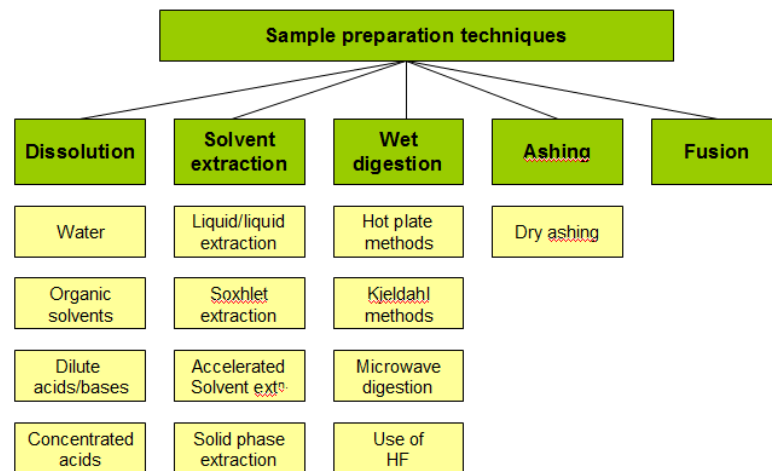 Sample preparation techniques
Dissolution
Solvent
extraction
Wet
digestion
Ashing
Fusion
Water
Liquid/liquid
extraction
Hot plate
methods
Dry ashing
Organic
solvents
Soxhlet
extraction
Kjeldahl
methods
Dilute
acids/bases
Accelerated
Solvent extⁿ.
Microwave
digestion
Concentrated
acids
Solid phase
extraction
Use of
HF